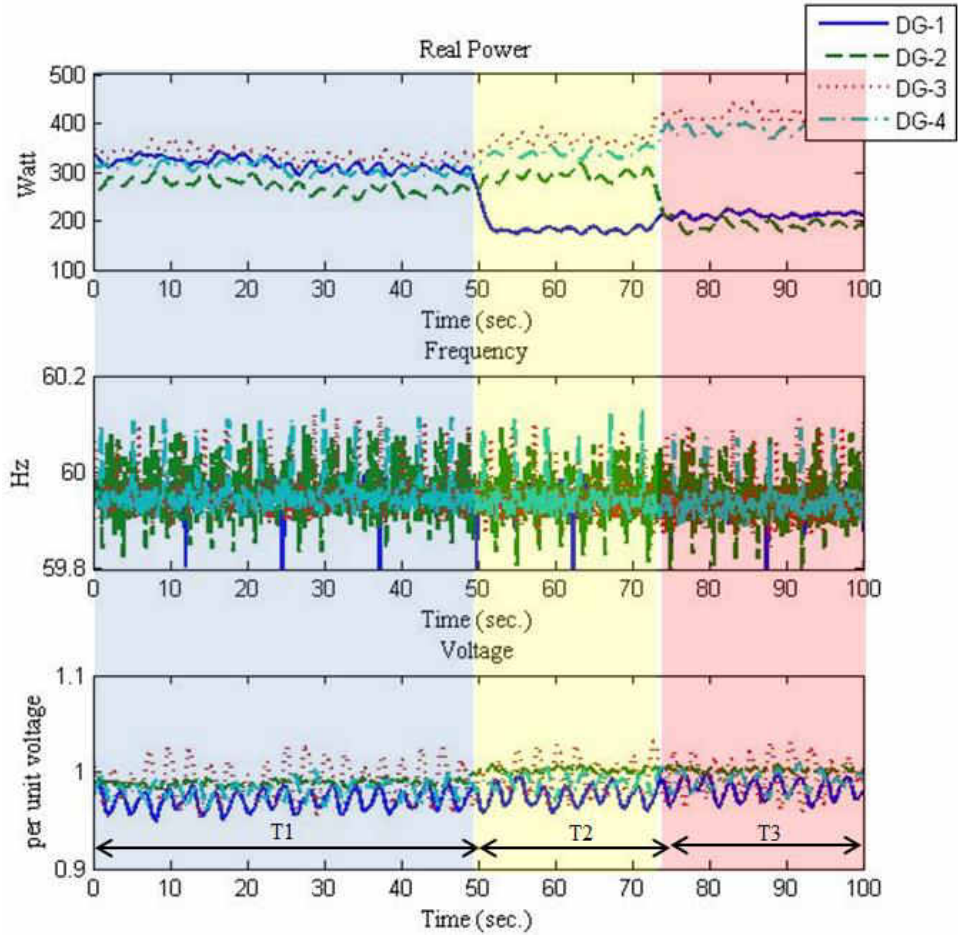 DG-1
DG-2
DG-3
DG-4
Real Power
500
400
300
200
100
Watt
0 10 20 30 40 50 60 70 80 90 100
Time (sec.)
Frequency
60.2
60
59.8
Hz
0 10 20 30 40 50 60 70 80 90 100
Time (sec.)
Voltage
1.1
1
0.9
per unit voltage
T1 T2 T3
0 10 20 30 40 50 60 70 80 90 100
Time (sec.)